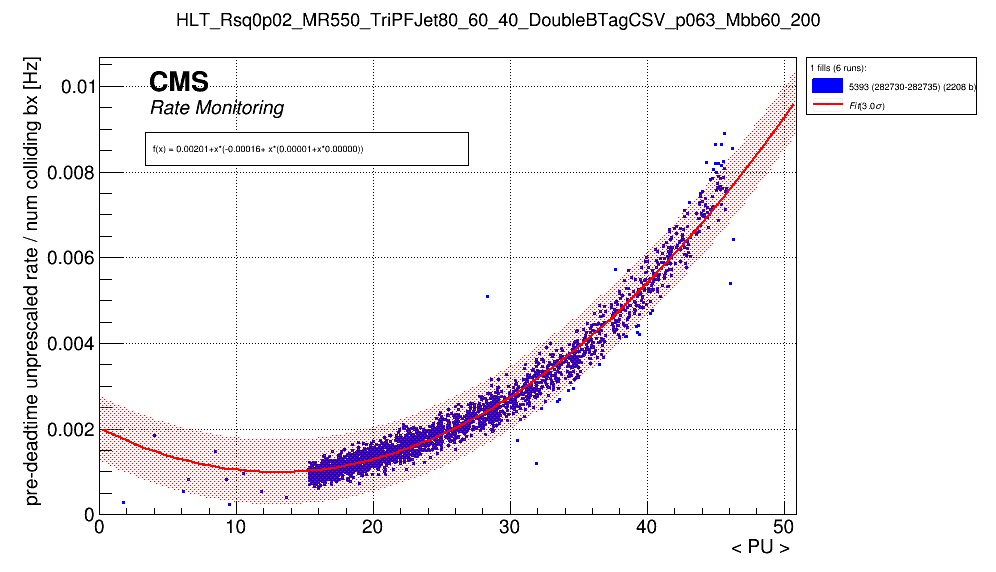 HLT_Rsq0p02_MR550_TriPFJet80_60_40_DoubleBTagCSV_p063_Mbb60_200
pre-deadtime unprescaled rate / num colliding bx [Hz]
CMS
Rate Monitoring
f(x) = 0.00201+x*(-0.00016+ x*(0.00001+x*0.00000))
1 fills (6 runs):
5393 (282730-282735) (2208 b)
Fit(3.0σ)
0.01
0.008
0.006
0.004
0.002
0
0 10 20 30 40 50
< PU >